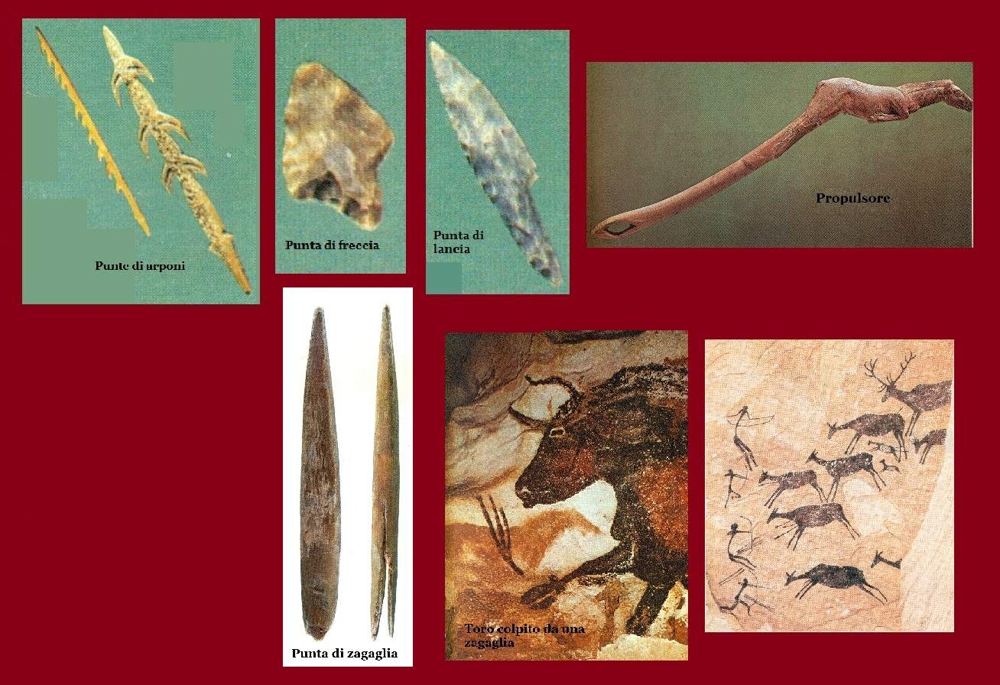 Punte di arponi
Punta di freccia
Punta di
lancia
Propulsore
Punta di zagaglia
Toro colpito da una
zagaglia